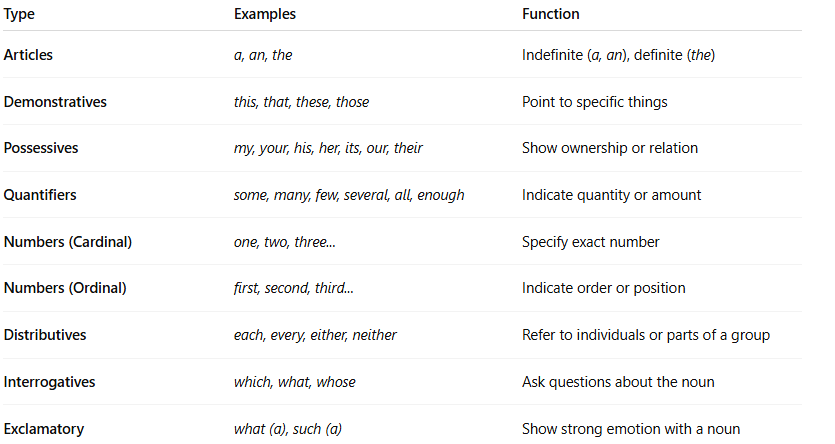 Type Examples Function
Articles a, an, the Indefinite (a, an), definite (the)
Demonstratives this, that, these, those Point to specific things
Possessives my, your, his, her, its, our, their Show ownership or relation
Quantifiers some, many, few, several, all, enough Indicate quantity or amount
Numbers (Cardinal) one, two, three... Specify exact number
Numbers (Ordinal) first, second, third... Indicate order or position
Distributives each, every, either, neither Refer to individuals or parts of a group
Interrogatives which, what, whose Ask questions about the noun
Exclamatory what (a), such (a) Show strong emotion with a noun